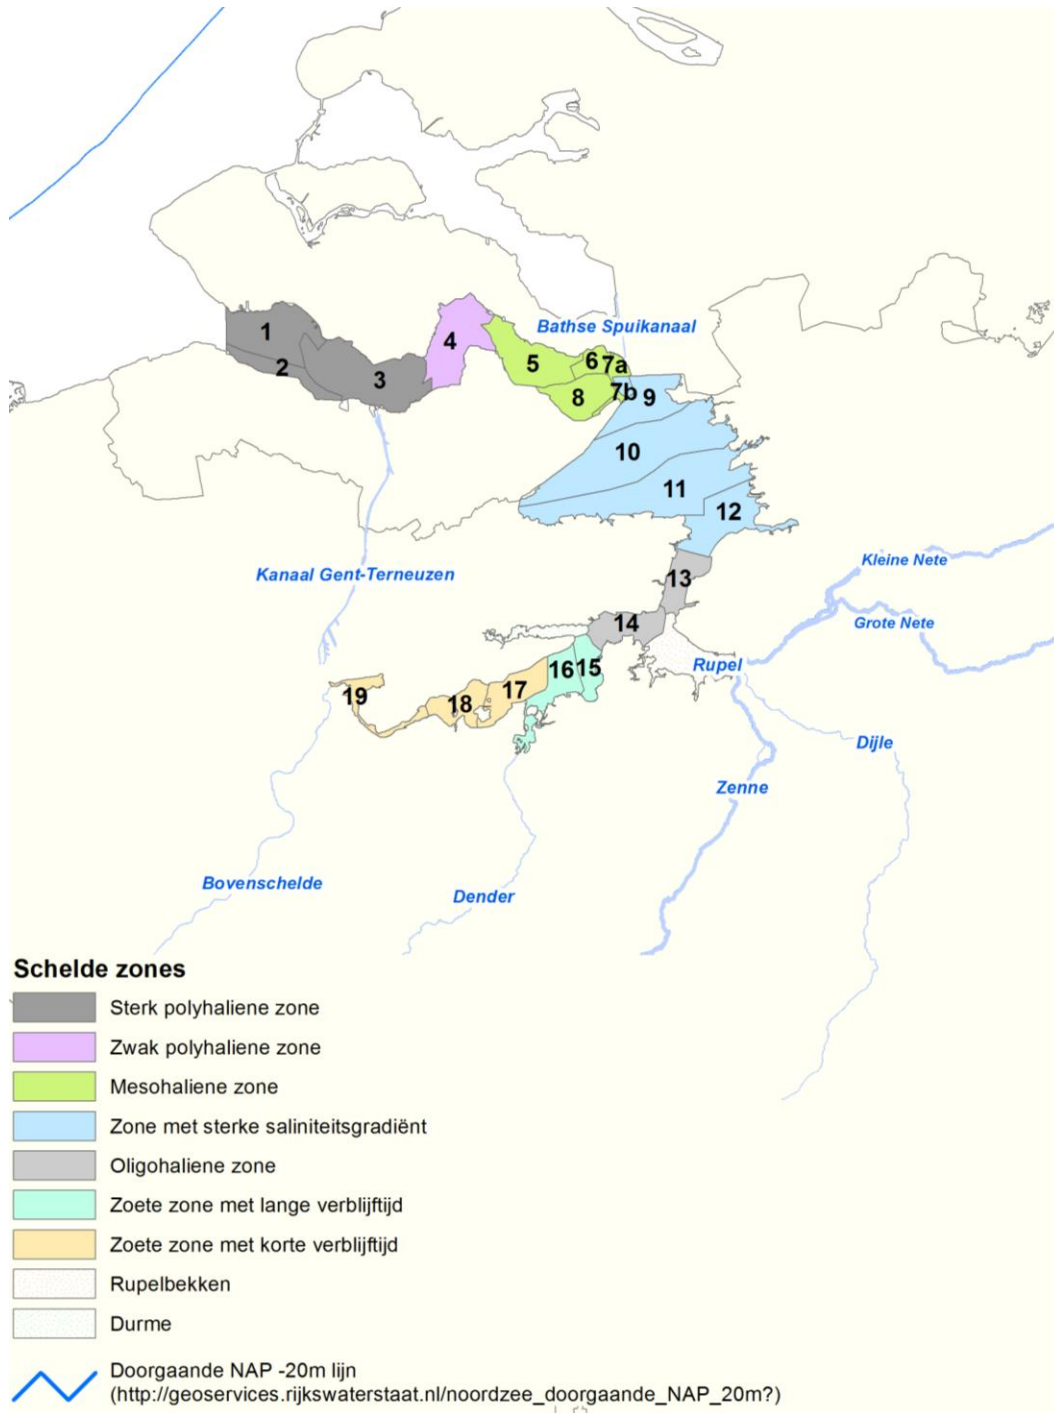 Bathse Spuikanaal
1
2
3
4
5
6
7a
7b
8
9
10
11
12
Kanaal Gent-Terneuzen
Kleine Nete
Grote Nete
13
14
Rupel
15
16
17
18
19
Dijle
Zenne
Bovenschelde
Dender
Schelde zones
Sterk polyhaliene zone
Zwak polyhaliene zone
Mesohaliene zone
Zone met sterke saliniteitsgradiënt
Oligohaliene zone
Zoete zone met lange verblijftijd
Zoete zone met korte verblijftijd
Rupelbekken
Durme
Doorgaande NAP -20m lijn
(http://geoservices.rijkswaterstaat.nl/noordzee_doorgaande_NAP_20m?)